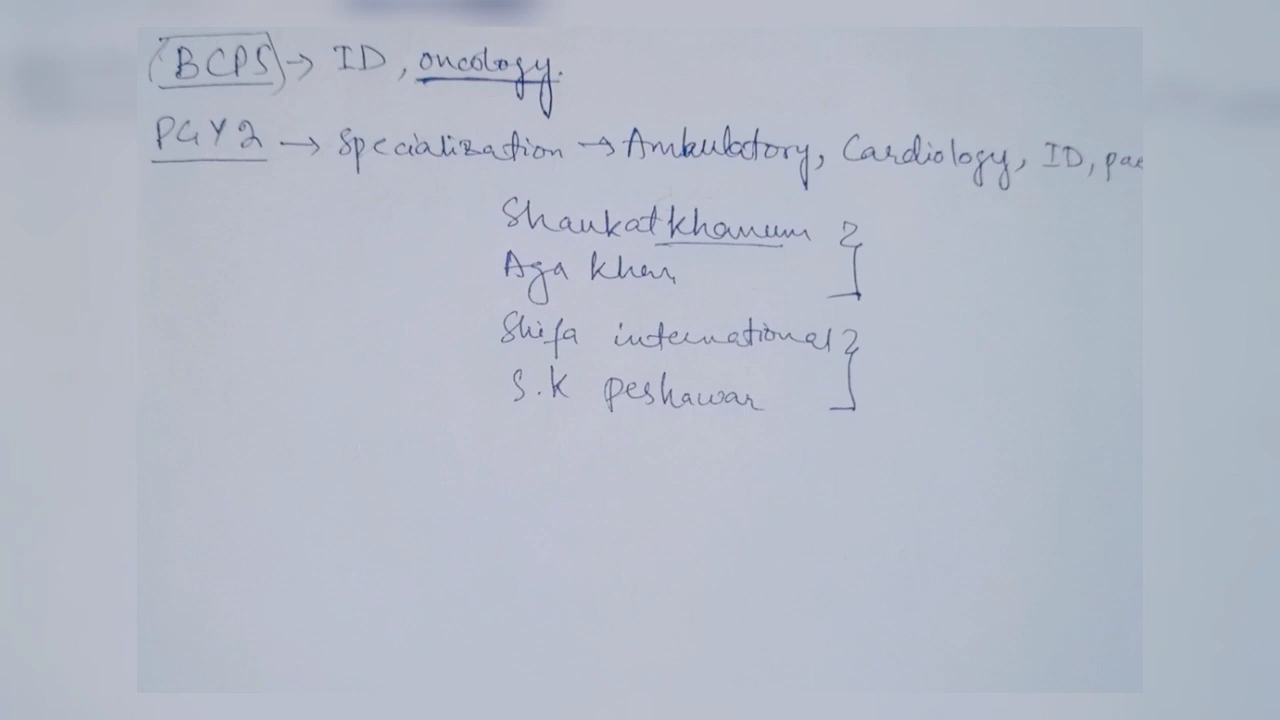 BCPS → ID, oncology.
PGY2 → Specialization → Ambulatory, Cardiology, ID, pae
Shaukat khanum
Aga khan
Shifa international
S.K peshawar